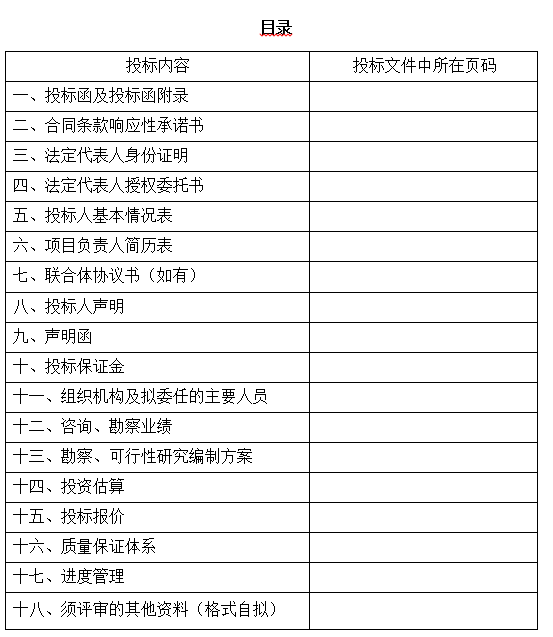 目录
投标内容 投标文件中所在页码
一、投标函及投标函附录
二、合同条款响应性承诺书
三、法定代表人身份证明
四、法定代表人授权委托书
五、投标人基本情况表
六、项目负责人简历表
七、联合体协议书（如有）
八、投标人声明
九、声明函
十、投标保证金
十一、组织机构及拟委任的主要人员
十二、咨询、勘察业绩
十三、勘察、可行性研究编制方案
十四、投资估算
十五、投标报价
十六、质量保证体系
十七、进度管理
十八、须评审的其他资料（格式自拟）